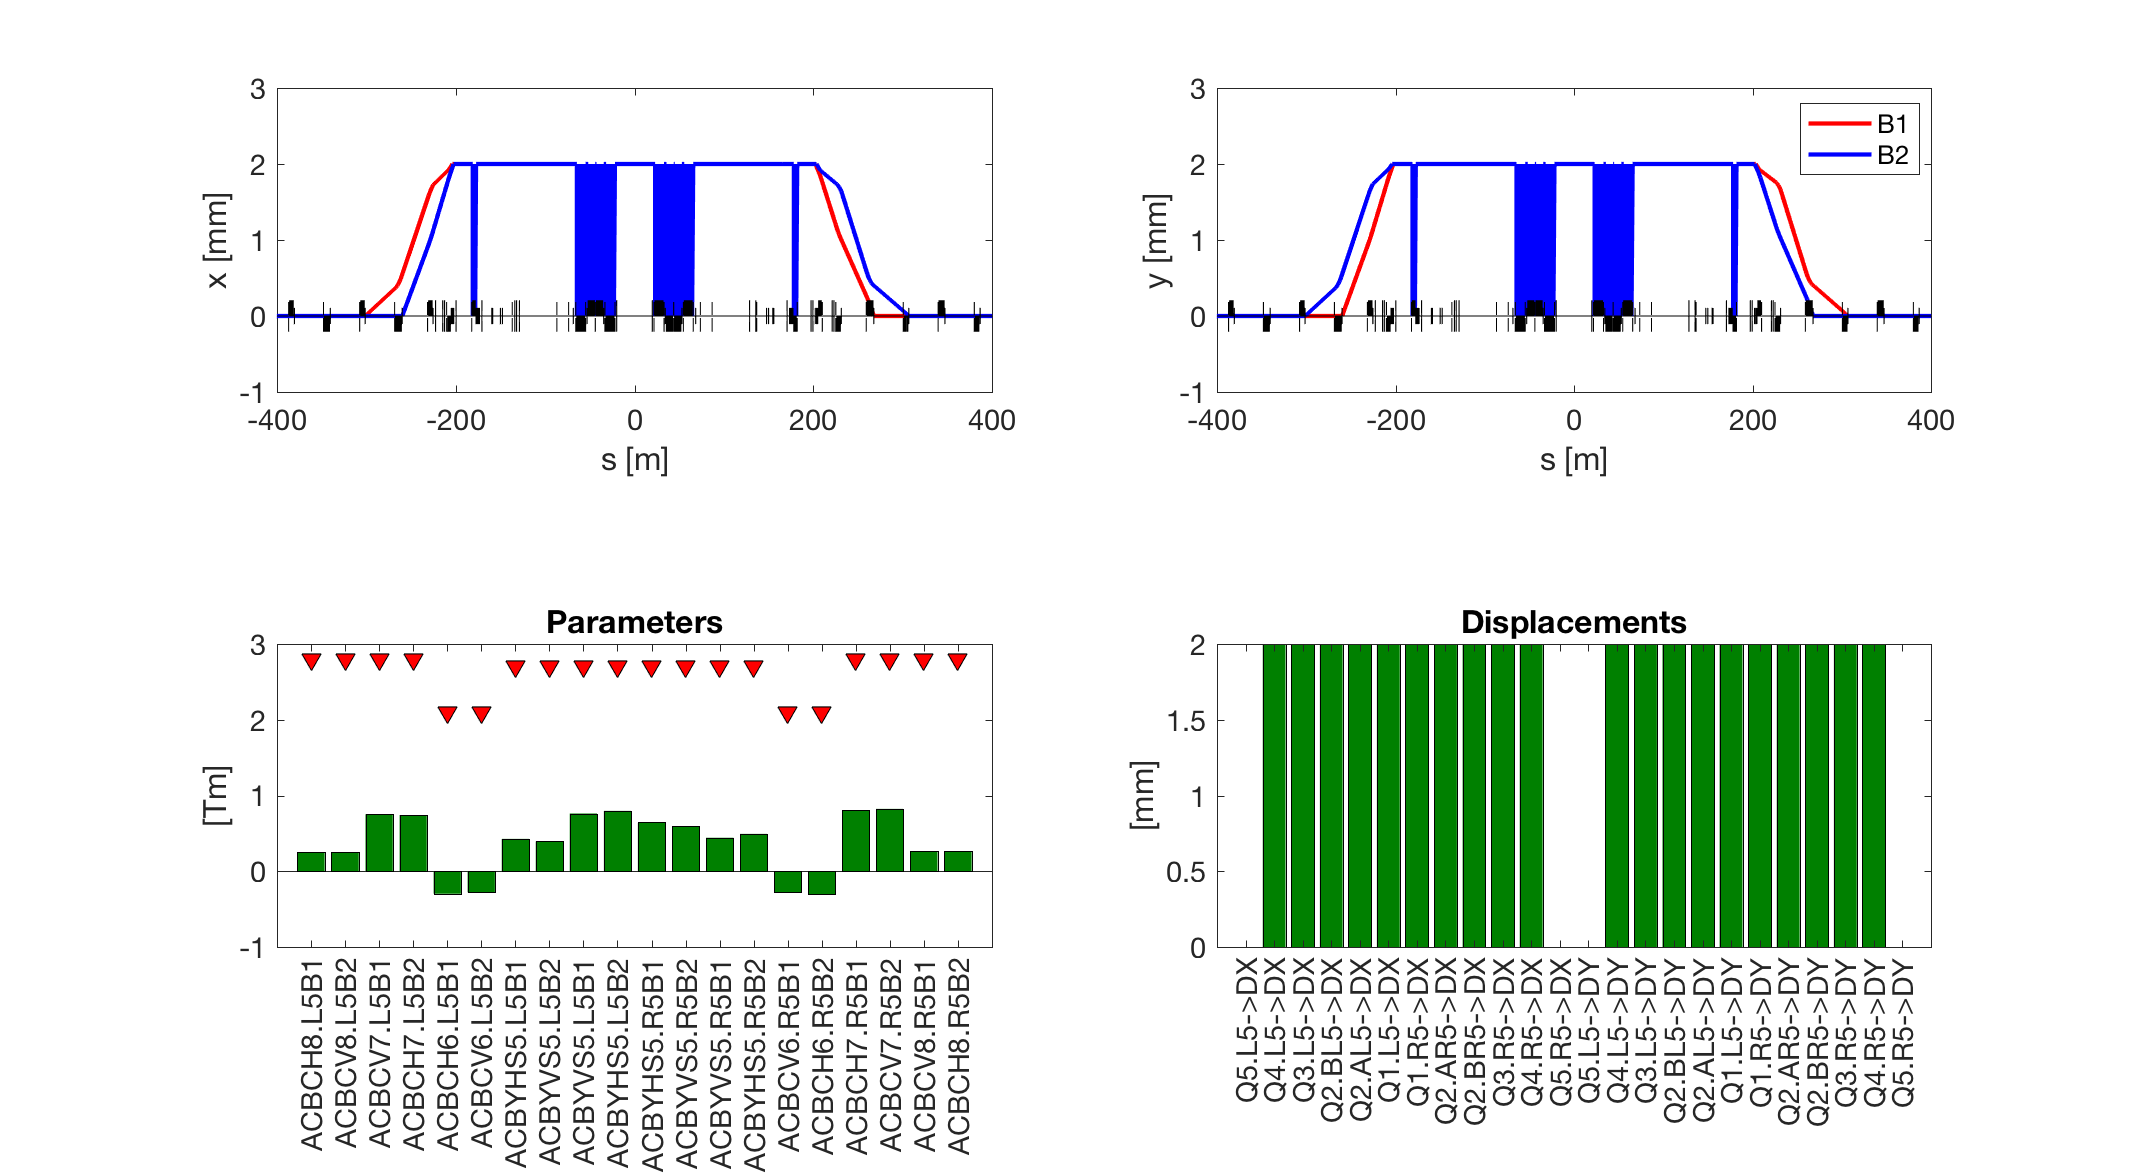 3
2
1
0
-1
x [mm]
-400
-200
0
200
400
s [m]
3
2
1
0
-1
y [mm]
-400
-200
0
200
400
s [m]
B1
B2
Parameters
3
2
1
0
-1
[Tm]
ACBCH8.L5B1
ACBCV8.L5B2
ACBCV7.L5B1
ACBCH7.L5B2
ACBCH6.L5B1
ACBCV6.L5B2
ACBYHS5.L5B1
ACBYVS5.L5B2
ACBYVS5.L5B1
ACBYHS5.L5B2
ACBYHS5.R5B1
ACBYVS5.R5B2
ACBYVS5.R5B1
ACBYHS5.R5B2
ACBCV6.R5B1
ACBCH6.R5B2
ACBCH7.R5B1
ACBCV7.R5B2
ACBCV8.R5B1
ACBCH8.R5B2
Displacements
2
1.5
1
0.5
0
[mm]
Q5.L5->DX
Q4.L5->DX
Q3.L5->DX
Q2.BL5->DX
Q2.AL5->DX
Q1.L5->DX
Q1.R5->DX
Q2.AR5->DX
Q2.BR5->DX
Q3.R5->DX
Q4.R5->DX
Q5.R5->DX
Q5.L5->DY
Q4.L5->DY
Q3.L5->DY
Q2.BL5->DY
Q2.AL5->DY
Q1.L5->DY
Q1.R5->DY
Q2.AR5->DY
Q2.BR5->DY
Q3.R5->DY
Q4.R5->DY
Q5.R5->DY